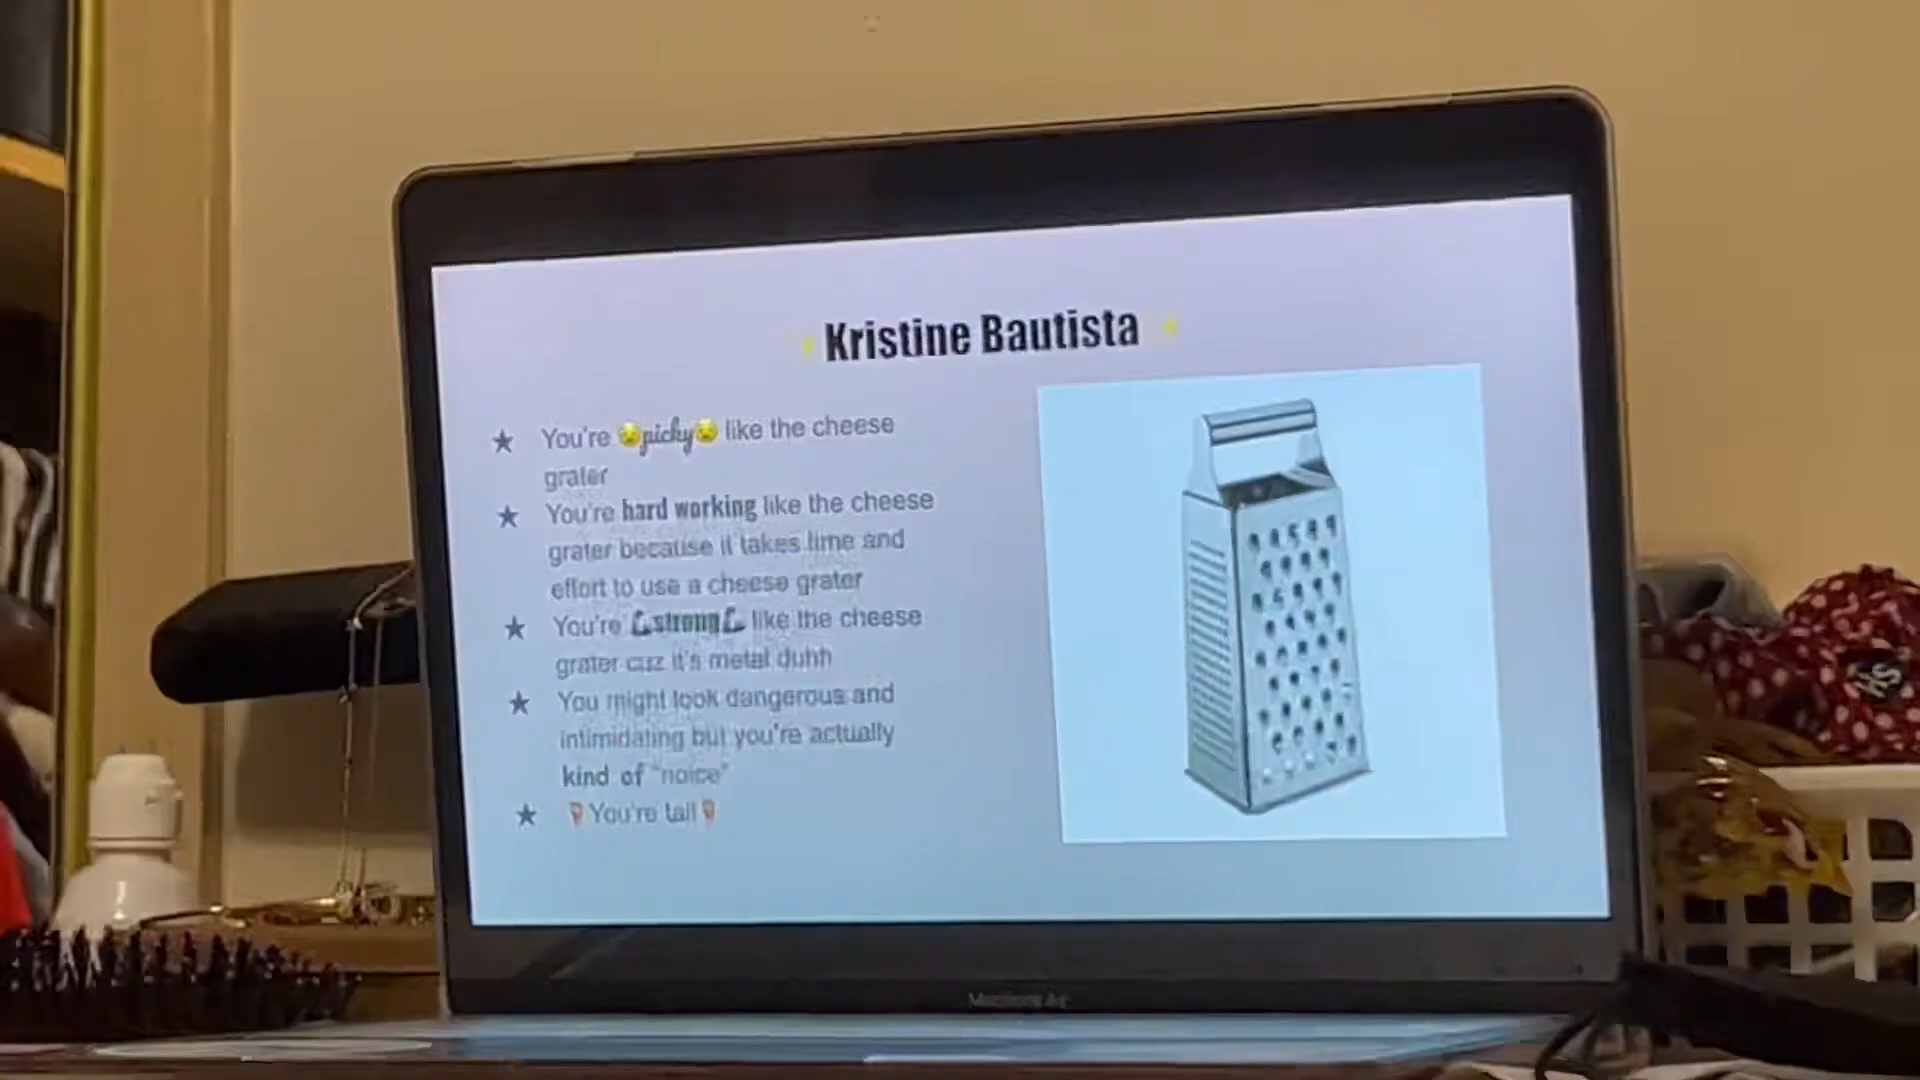 Kristine Bautista
★ You're 😉picky😉 like the cheese
grater
★ You're hard working like the cheese
grater because it takes time and
effort to use a cheese grater
★ You're 💪strong💪 like the cheese
grater cuz it's metal duhh
★ You might look dangerous and
intimidating but you're actually
kind of "noice"
★ You're tall
MacBook Air